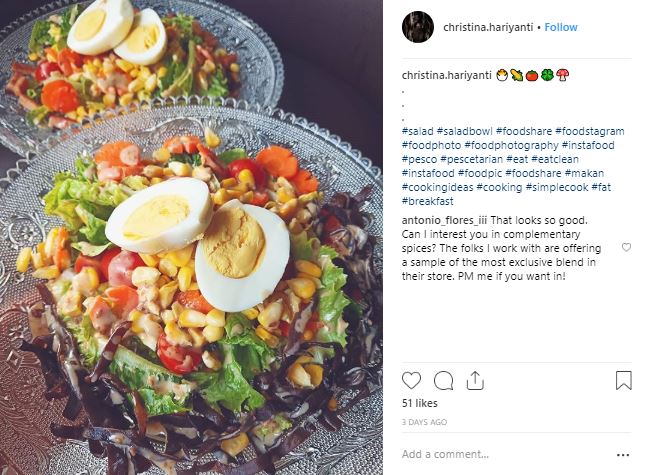 christina.hariyanti • Follow
christina.hariyanti 🐣🌽🍅🍀🍄
.
.
.
#salad #saladbowl #foodshare #foodstagram
#foodphoto #foodphotography #instafood
#pesco #pescetarian #eat #eatclean
#instafood #foodpic #foodshare #makan
#cookingideas #cooking #simplecook #fat
#breakfast
antonio_flores_iii That looks so good.
Can I interest you in complementary
spices? The folks I work with are offering
a sample of the most exclusive blend in
their store. PM me if you want in!
51 likes
3 DAYS AGO
Add a comment...